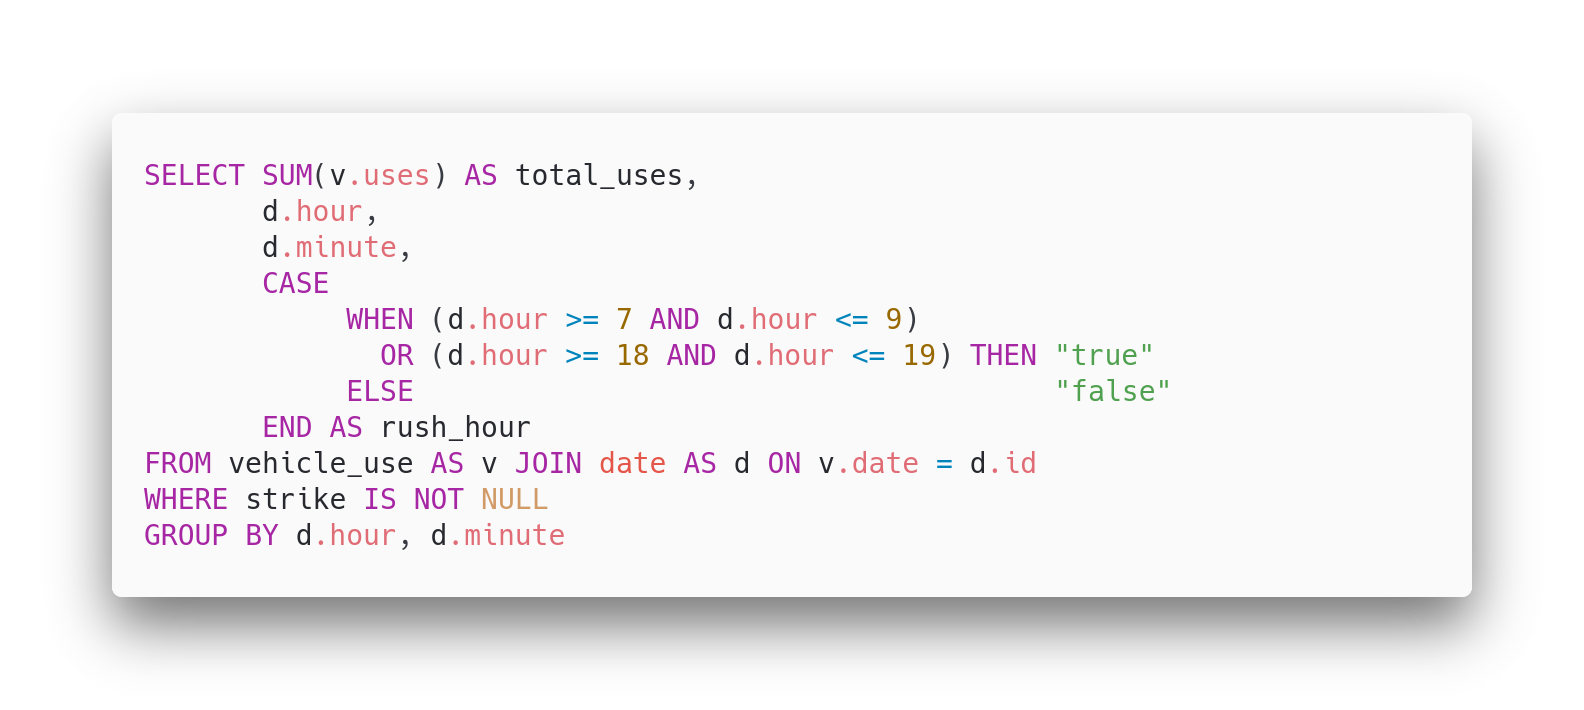 SELECT SUM(v.uses) AS total_uses,
       d.hour,
       d.minute,
       CASE
            WHEN (d.hour >= 7 AND d.hour <= 9)
              OR (d.hour >= 18 AND d.hour <= 19) THEN "true"
            ELSE                                      "false"
       END AS rush_hour
FROM vehicle_use AS v JOIN date AS d ON v.date = d.id
WHERE strike IS NOT NULL
GROUP BY d.hour, d.minute